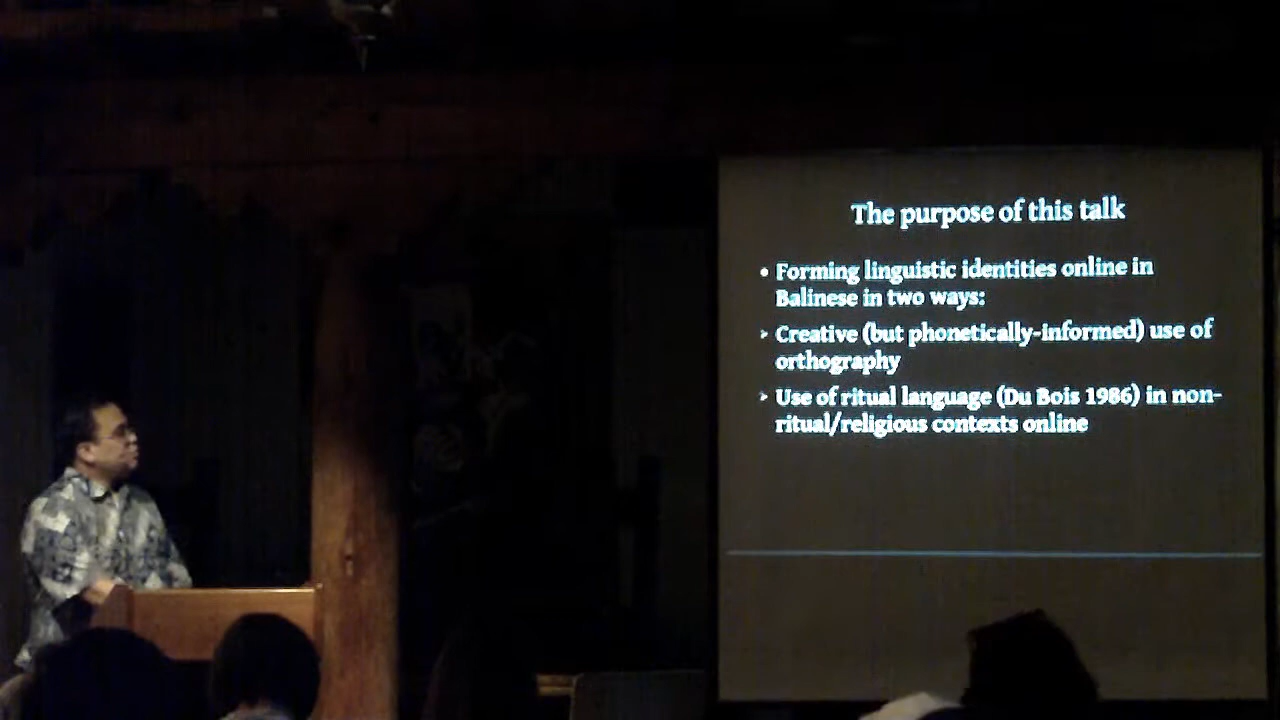 The purpose of this talk
• Forming linguistic identities online in
Balinese in two ways:
➢ Creative (but phonetically-informed) use of
orthography
➢ Use of ritual language (Du Bois 1986) in non-
ritual/religious contexts online